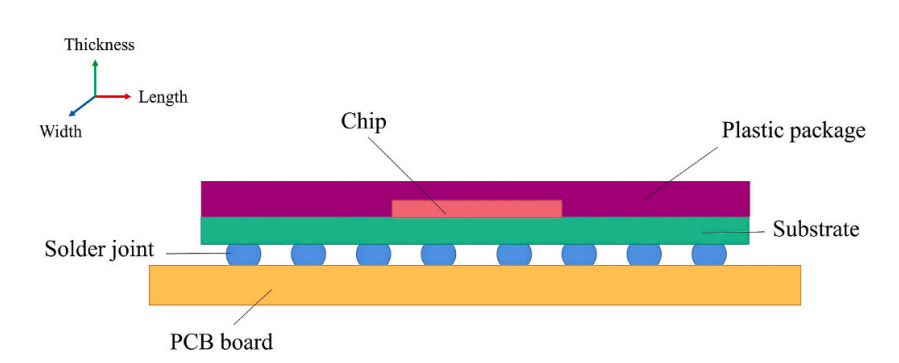 Thickness
Length
Width
Chip
Plastic package
Substrate
Solder joint
PCB board